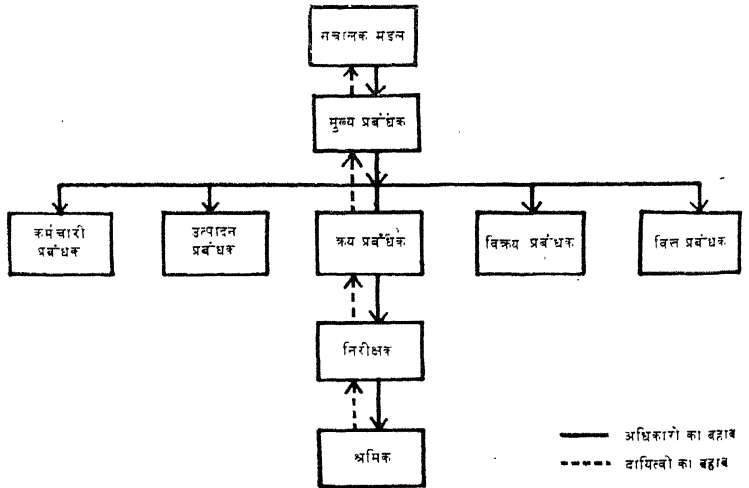 संचालक मंडल
मुख्य प्रबंधक
कर्मचारी
प्रबंधक
उत्पादन
प्रबंधक
क्रय प्रबंधक
विक्रय प्रबंधक
वित्त प्रबंधक
निरीक्षक
श्रमिक
अधिकारो का बहाव
दायित्वो का बहाव